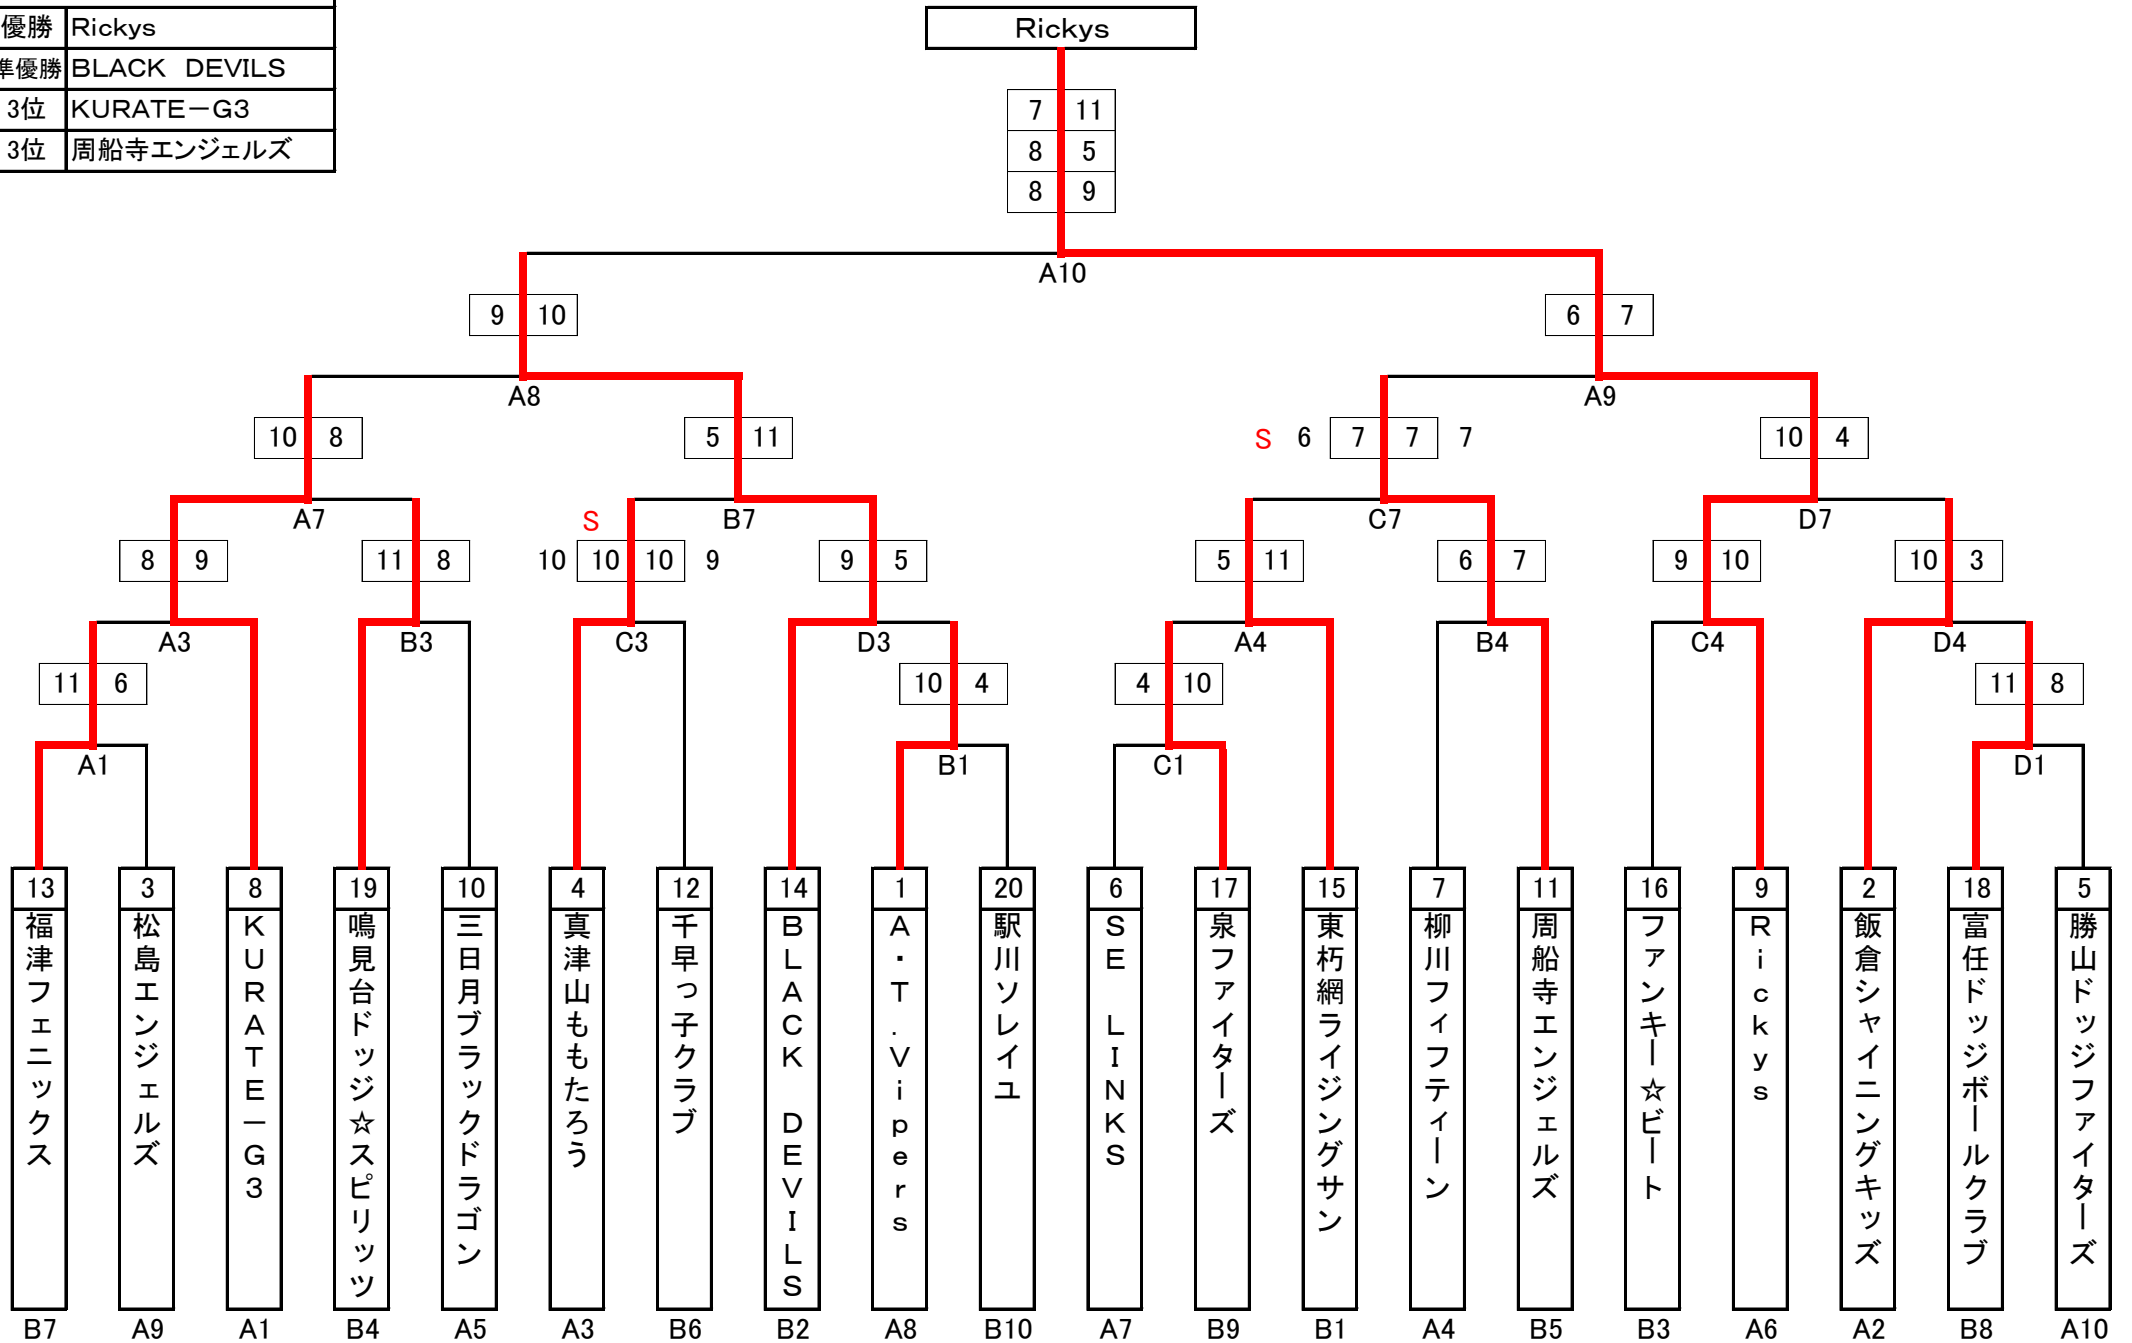 優勝 Rickys
準優勝 BLACK DEVILS
3位 KURATE－G3
3位 周船寺エンジェルズ
Rickys
7 11
8 5
8 9
A10
9 10
6 7
A8
A9
10 8
5 11
S 6 7 7 7
10 4
A7
S
B7
C7
D7
8 9
11 8
10 10 10 9
9 5
5 11
6 7
9 10
10 3
A3
B3
C3
D3
A4
B4
C4
D4
11 6
10 4
4 10
11 8
A1
B1
C1
D1
13 3 8 19 10 4 12 14 1 20 6 17 15 7 11 16 9 2 18 5
福津フェニックス
松島エンジェルズ
KURATE－G3
鳴見台ドッジ☆スピリッツ
三日月ブラックドラゴン
真津山ももたろう
千早っ子クラブ
BLACK DEVILS
A・T.Vipers
駅川ソレイユ
SE LINKS
泉ファイターズ
東朽網ライジングサン
柳川フィフティーン
周船寺エンジェルズ
ファンキー☆ビート
Rickys
飯倉シャイニングキッズ
富任ドッジボールクラブ
勝山ドッジファイターズ
B7 A9 A1 B4 A5 A3 B6 B2 A8 B10 A7 B9 B1 A4 B5 B3 A6 A2 B8 A10